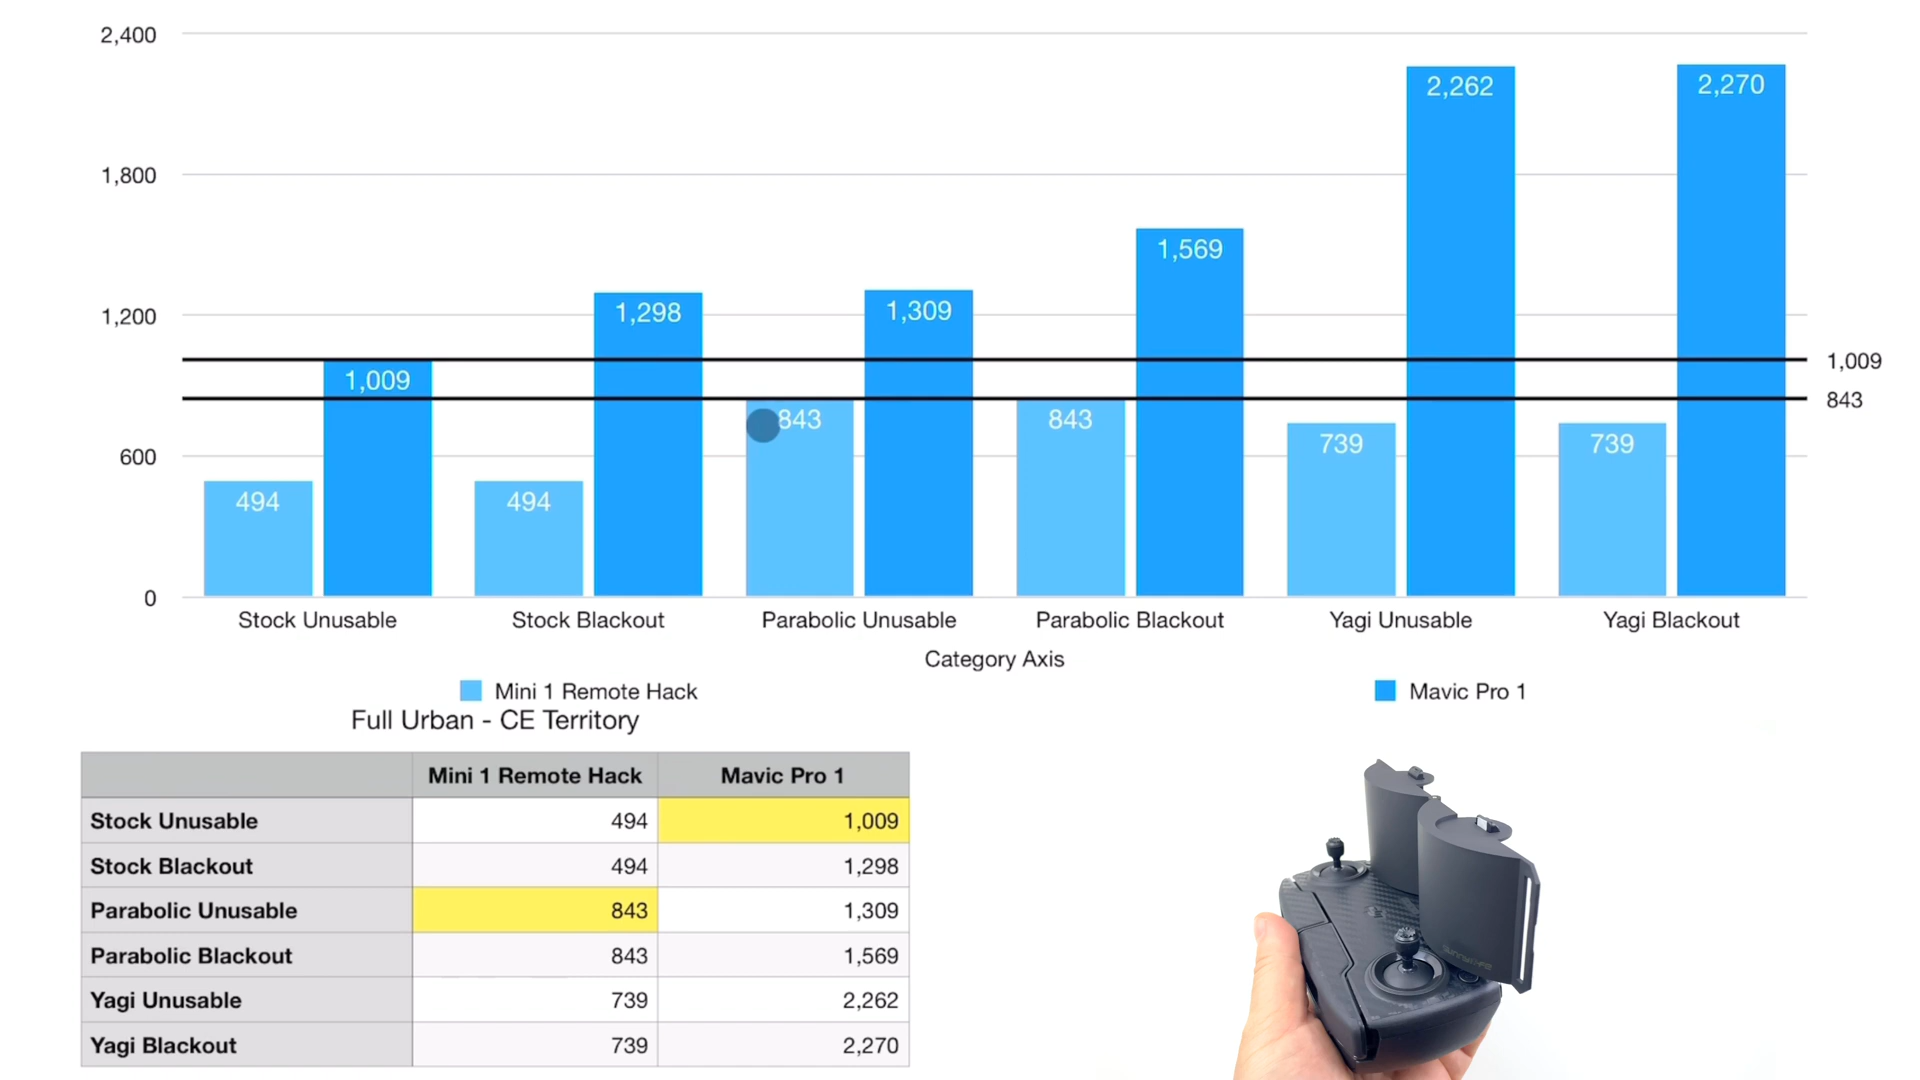 2,400
1,800
1,200
600
0
494
1,009
494
1,298
843
1,309
843
1,569
739
2,262
739
2,270
1,009
843
Stock Unusable
Stock Blackout
Parabolic Unusable
Parabolic Blackout
Yagi Unusable
Yagi Blackout
Category Axis
Mini 1 Remote Hack
Mavic Pro 1
Full Urban - CE Territory
Mini 1 Remote Hack Mavic Pro 1
Stock Unusable 494 1,009
Stock Blackout 494 1,298
Parabolic Unusable 843 1,309
Parabolic Blackout 843 1,569
Yagi Unusable 739 2,262
Yagi Blackout 739 2,270